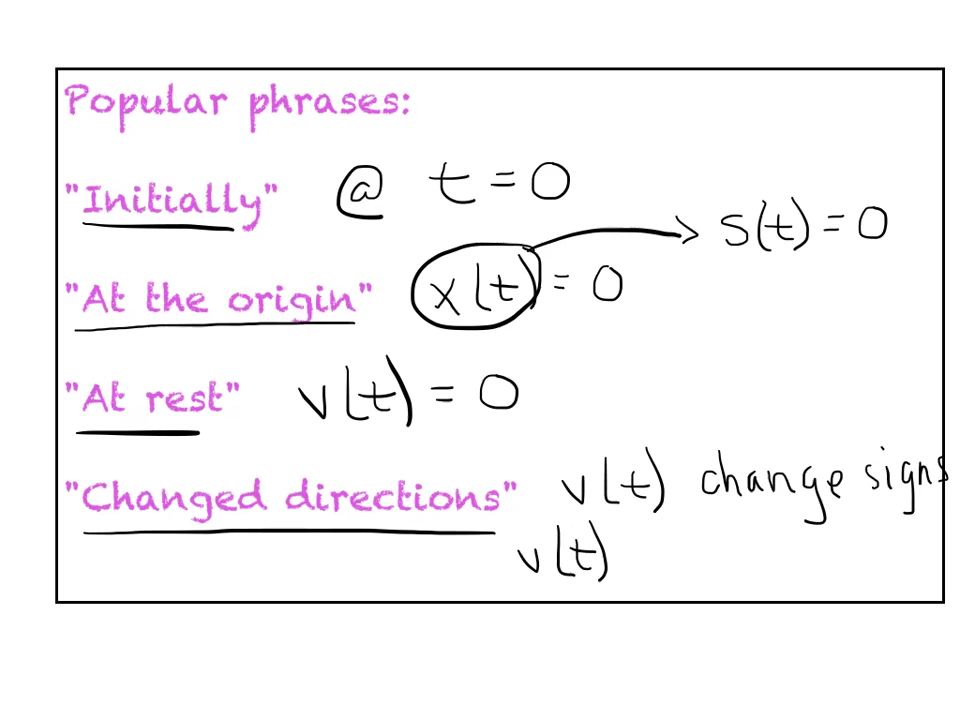 Popular phrases:
"Initially" @ t = 0
s(t) = 0
"At the origin" x(t) = 0
"At rest" v(t) = 0
"Changed directions" v(t) change signs
v(t)